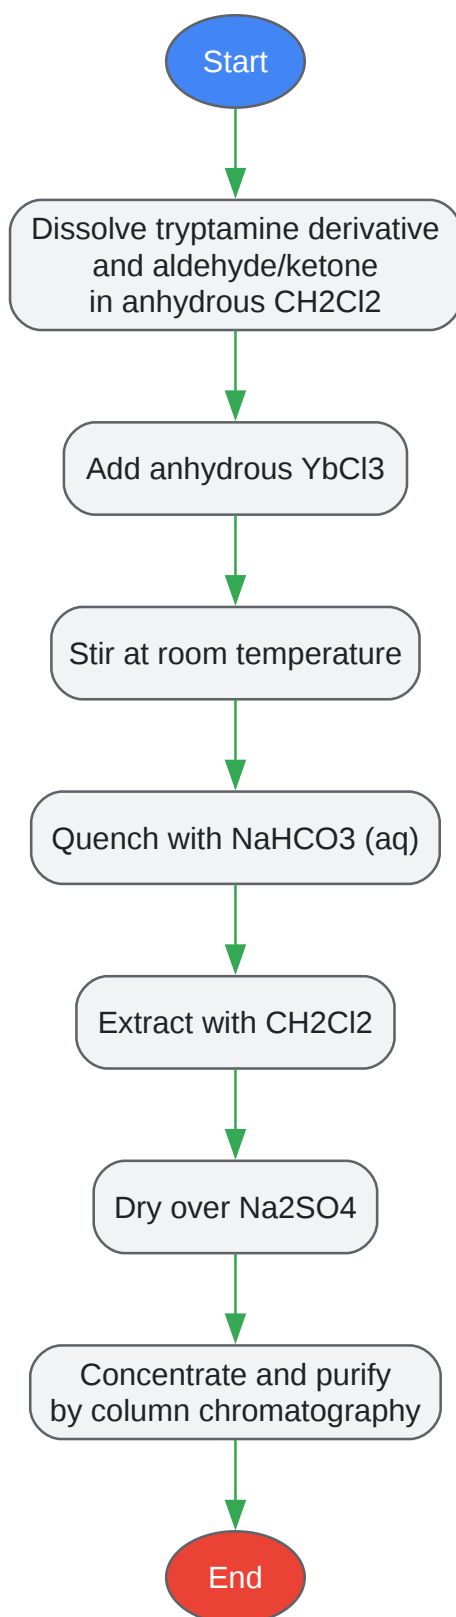 Start
Dissolve tryptamine derivative
and aldehyde/ketone
in anhydrous CH2Cl2
Add anhydrous YbCl3
Stir at room temperature
Quench with NaHCO3 (aq)
Extract with CH2Cl2
Dry over Na2SO4
Concentrate and purify
by column chromatography
End